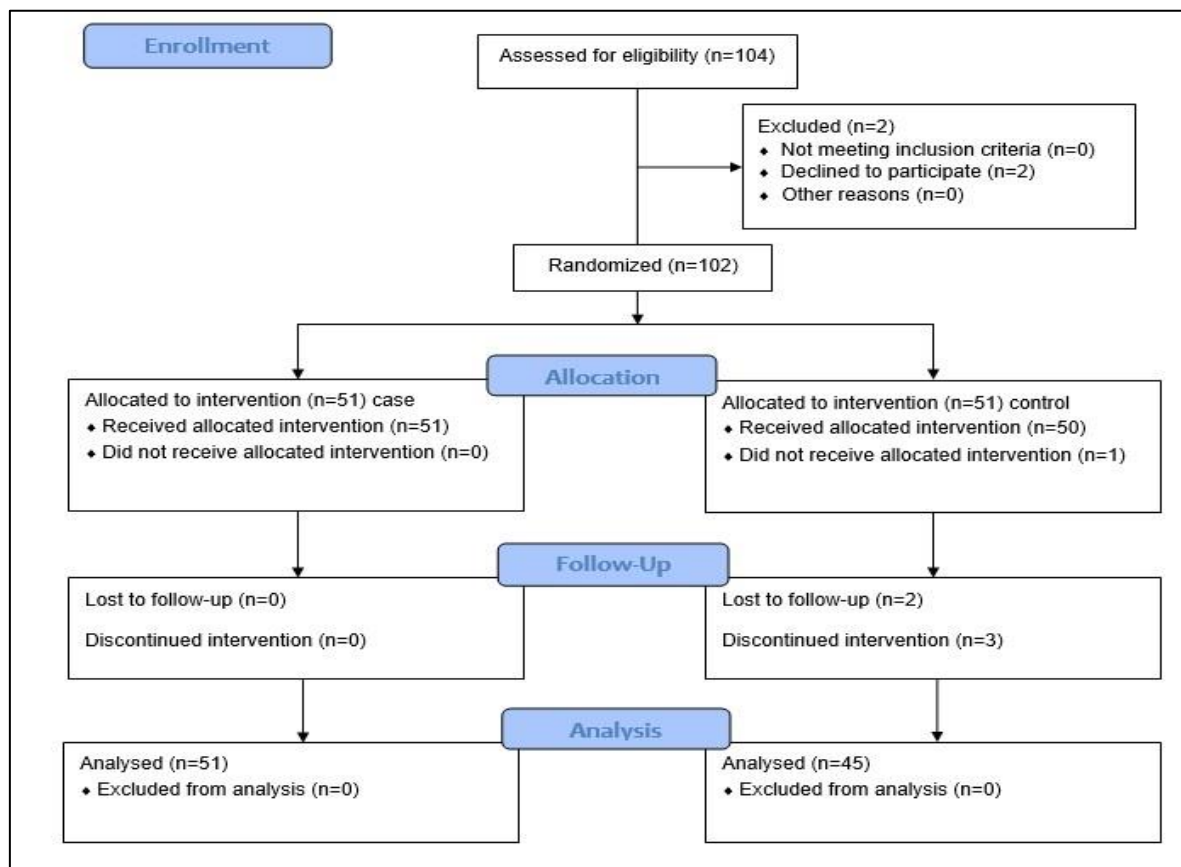 Enrollment
Assessed for eligibility (n=104)
Excluded (n=2)
⬥ Not meeting inclusion criteria (n=0)
⬥ Declined to participate (n=2)
⬥ Other reasons (n=0)
Randomized (n=102)
Allocation
Allocated to intervention (n=51) case
⬥ Received allocated intervention (n=51)
⬥ Did not receive allocated intervention (n=0)
Allocated to intervention (n=51) control
⬥ Received allocated intervention (n=50)
⬥ Did not receive allocated intervention (n=1)
Follow-Up
Lost to follow-up (n=0)
Discontinued intervention (n=0)
Lost to follow-up (n=2)
Discontinued intervention (n=3)
Analysis
Analysed (n=51)
⬥ Excluded from analysis (n=0)
Analysed (n=45)
⬥ Excluded from analysis (n=0)